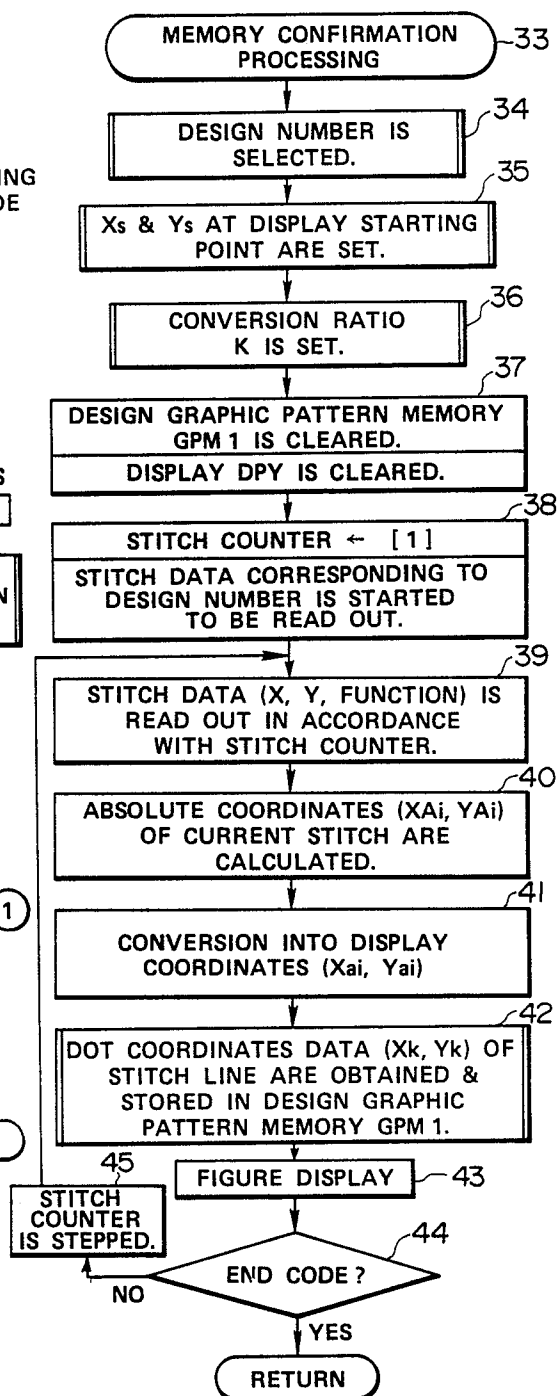 MEMORY CONFIRMATION
PROCESSING
33
34
DESIGN NUMBER IS
SELECTED.
35
Xs & Ys AT DISPLAY STARTING
POINT ARE SET.
36
CONVERSION RATIO
K IS SET.
37
DESIGN GRAPHIC PATTERN MEMORY
GPM 1 IS CLEARED.
DISPLAY DPY IS CLEARED.
38
STITCH COUNTER ← [1]
STITCH DATA CORRESPONDING TO
DESIGN NUMBER IS STARTED
TO BE READ OUT.
39
STITCH DATA (X, Y, FUNCTION) IS
READ OUT IN ACCORDANCE
WITH STITCH COUNTER.
40
ABSOLUTE COORDINATES (XAi, YAi)
OF CURRENT STITCH ARE
CALCULATED.
41
1
CONVERSION INTO DISPLAY
COORDINATES (Xai, Yai)
42
DOT COORDINATES DATA (Xk, Yk) OF
STITCH LINE ARE OBTAINED &
STORED IN DESIGN GRAPHIC
PATTERN MEMORY GPM 1.
45
STITCH
COUNTER
IS STEPPED.
FIGURE DISPLAY
43
44
END CODE?
NO
YES
RETURN